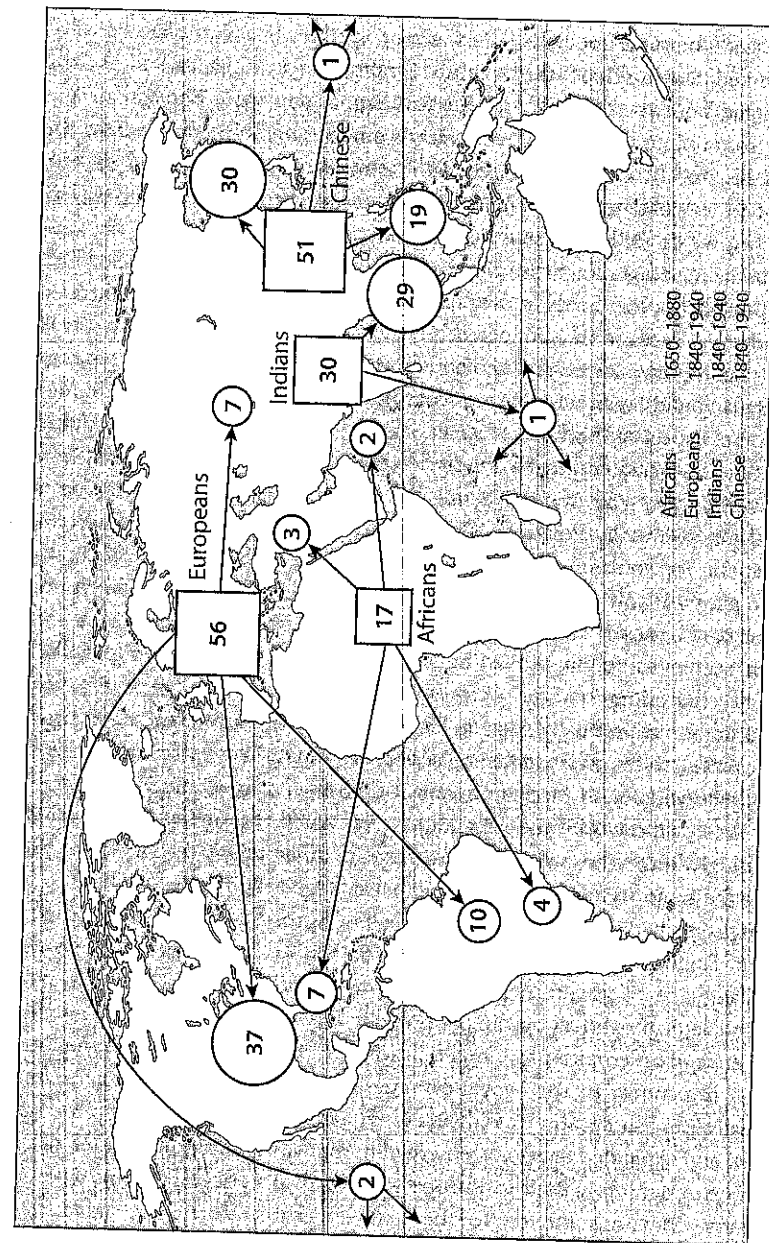 Europeans
56
37
10
7
2
Africans
17
7
4
3
2
Indians
30
29
1
Chinese
51
30
19
1
Africans 1650–1880
Europeans 1840–1940
Indians 1840–1940
Chinese 1840–1940